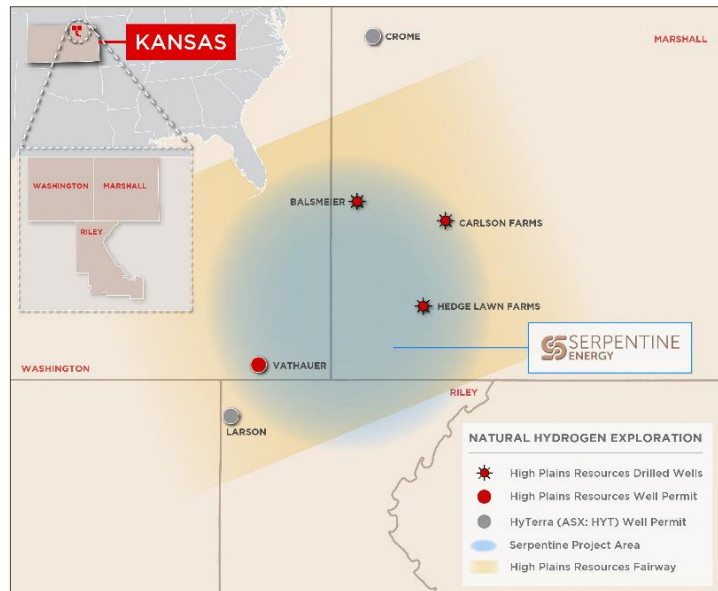 KANSAS
CROME
MARSHALL
WASHINGTON
MARSHALL
RILEY
BALSMEIER
CARLSON FARMS
HEDGE LAWN FARMS
SERPENTINE
ENERGY
WASHINGTON
VATHAUER
RILEY
LARSON
NATURAL HYDROGEN EXPLORATION
High Plains Resources Drilled Wells
High Plains Resources Well Permit
HyTerra (ASX: HYT) Well Permit
Serpentine Project Area
High Plains Resources Fairway